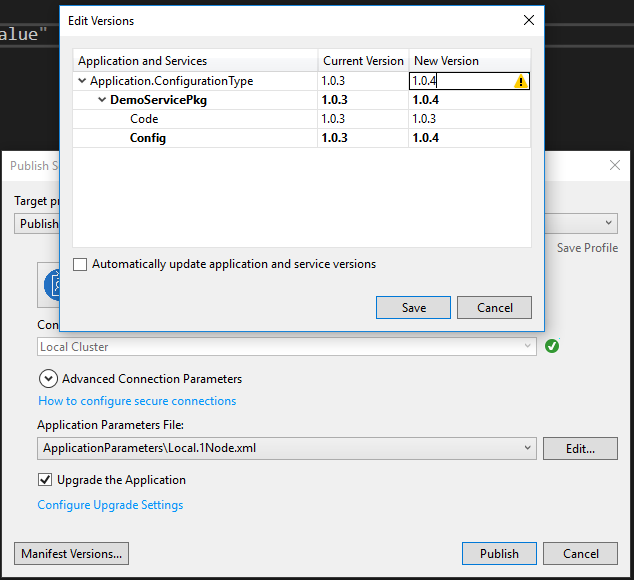 alue"
Edit Versions
Application and Services Current Version New Version
Application.ConfigurationType 1.0.3 1.0.4
DemoServicePkg 1.0.3 1.0.4
Code 1.0.3 1.0.3
Config 1.0.3 1.0.4
Automatically update application and service versions
Save Cancel
Publish S
Target pr
Publish
Save Profile
Con
Local Cluster
Advanced Connection Parameters
How to configure secure connections
Application Parameters File:
ApplicationParameters\Local.1Node.xml Edit...
Upgrade the Application
Configure Upgrade Settings
Manifest Versions... Publish Cancel